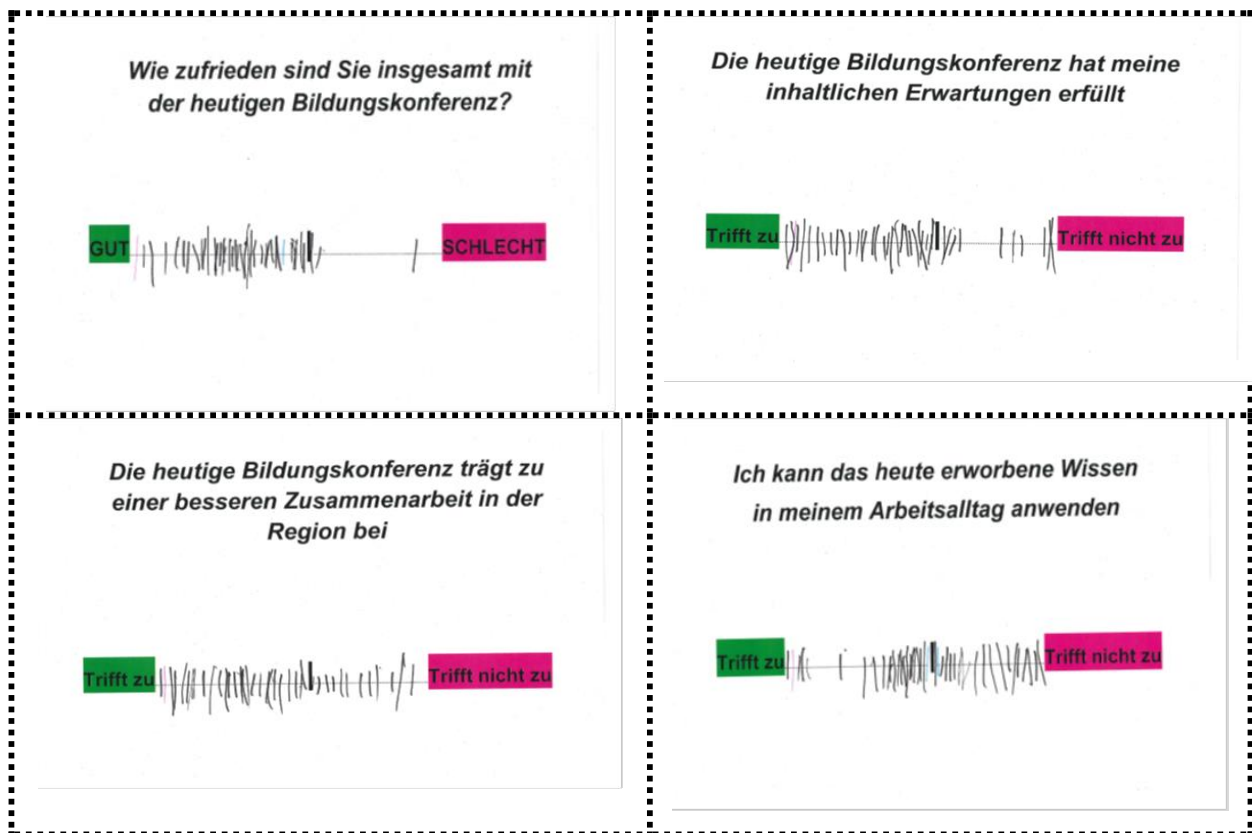 Wie zufrieden sind Sie insgesamt mit
der heutigen Bildungskonferenz?
GUT
SCHLECHT
Die heutige Bildungskonferenz hat meine
inhaltlichen Erwartungen erfüllt
Trifft zu
Trifft nicht zu
Die heutige Bildungskonferenz trägt zu
einer besseren Zusammenarbeit in der
Region bei
Trifft zu
Trifft nicht zu
Ich kann das heute erworbene Wissen
in meinem Arbeitsalltag anwenden
Trifft zu
Trifft nicht zu